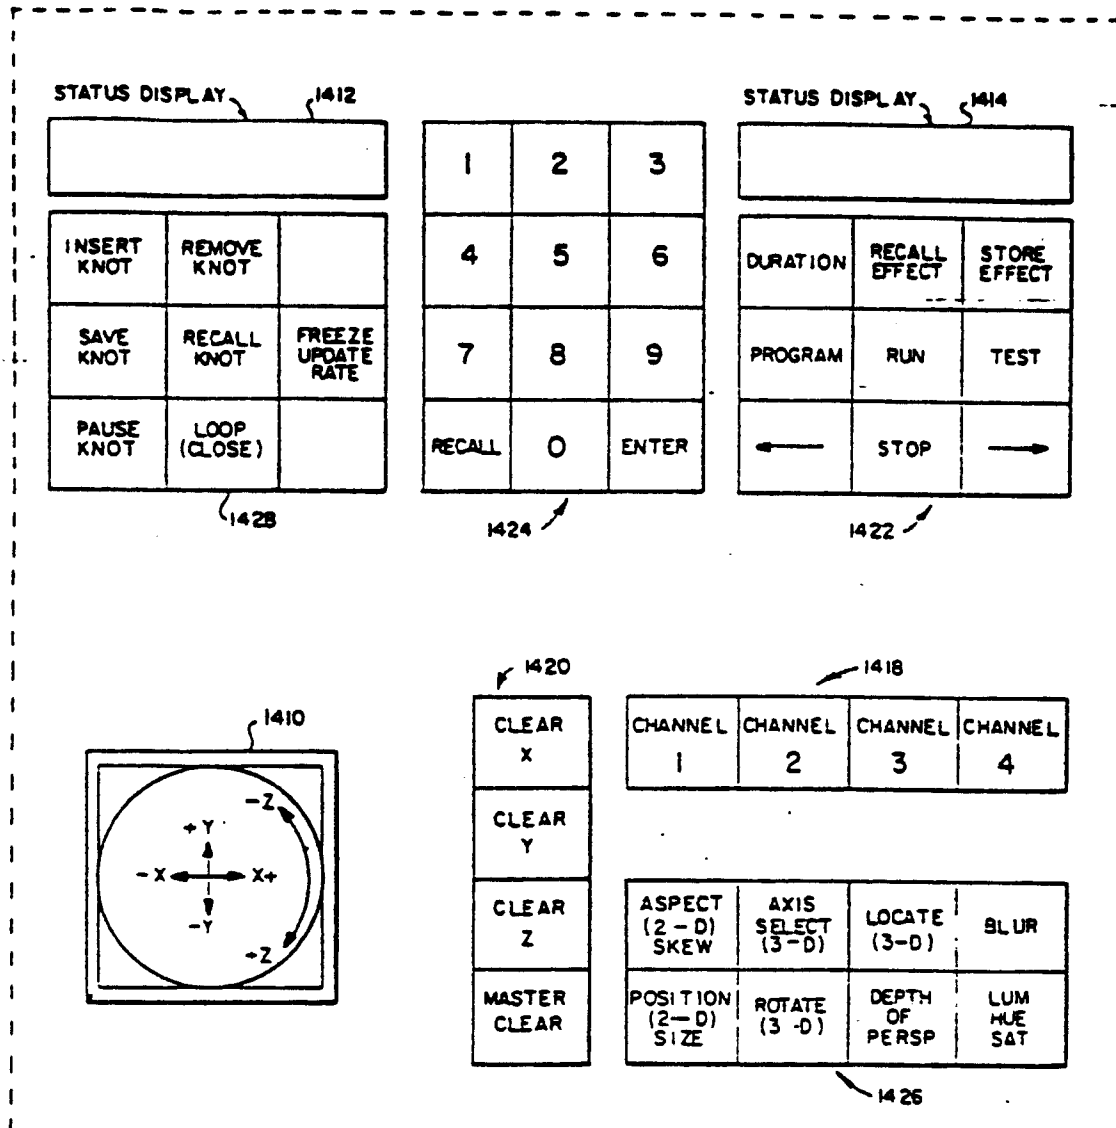 STATUS DISPLAY
1412
INSERT
KNOT
REMOVE
KNOT
SAVE
KNOT
RECALL
KNOT
FREEZE
UPDATE
RATE
PAUSE
KNOT
LOOP
(CLOSE)
1428
1
2
3
4
5
6
7
8
9
RECALL
0
ENTER
1424
STATUS DISPLAY
1414
DURATION
RECALL
EFFECT
STORE
EFFECT
PROGRAM
RUN
TEST
STOP
1422
1410
-Z
+Y
-X
X+
-Y
+Z
1420
CLEAR
X
CLEAR
Y
CLEAR
Z
MASTER
CLEAR
1418
CHANNEL
1
CHANNEL
2
CHANNEL
3
CHANNEL
4
ASPECT
(2-D)
SKEW
AXIS
SELECT
(3-D)
LOCATE
(3-D)
BLUR
POSITION
(2-D)
SIZE
ROTATE
(3-D)
DEPTH
OF
PERSP
LUM
HUE
SAT
1426